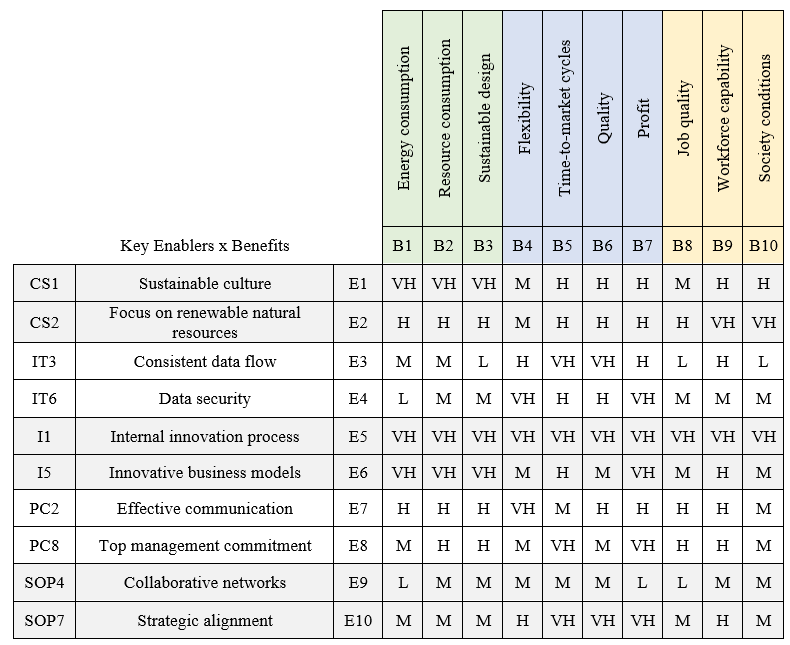 Energy consumption
Resource consumption
Sustainable design
Flexibility
Time-to-market cycles
Quality
Profit
Job quality
Workforce capability
Society conditions
Key Enablers x Benefits B1 B2 B3 B4 B5 B6 B7 B8 B9 B10
CS1 Sustainable culture E1 VH VH VH M H H H M H H
CS2 Focus on renewable natural
resources E2 H H H M H H H H VH VH
IT3 Consistent data flow E3 M M L H VH VH H L H L
IT6 Data security E4 L M M VH H H VH M M M
I1 Internal innovation process E5 VH VH VH VH VH VH VH VH VH VH
I5 Innovative business models E6 VH VH VH M H M VH M H M
PC2 Effective communication E7 H H H VH M H H H H M
PC8 Top management commitment E8 M H H M VH M VH H H M
SOP4 Collaborative networks E9 L M M M M M L L M M
SOP7 Strategic alignment E10 M M M H VH VH VH M H M